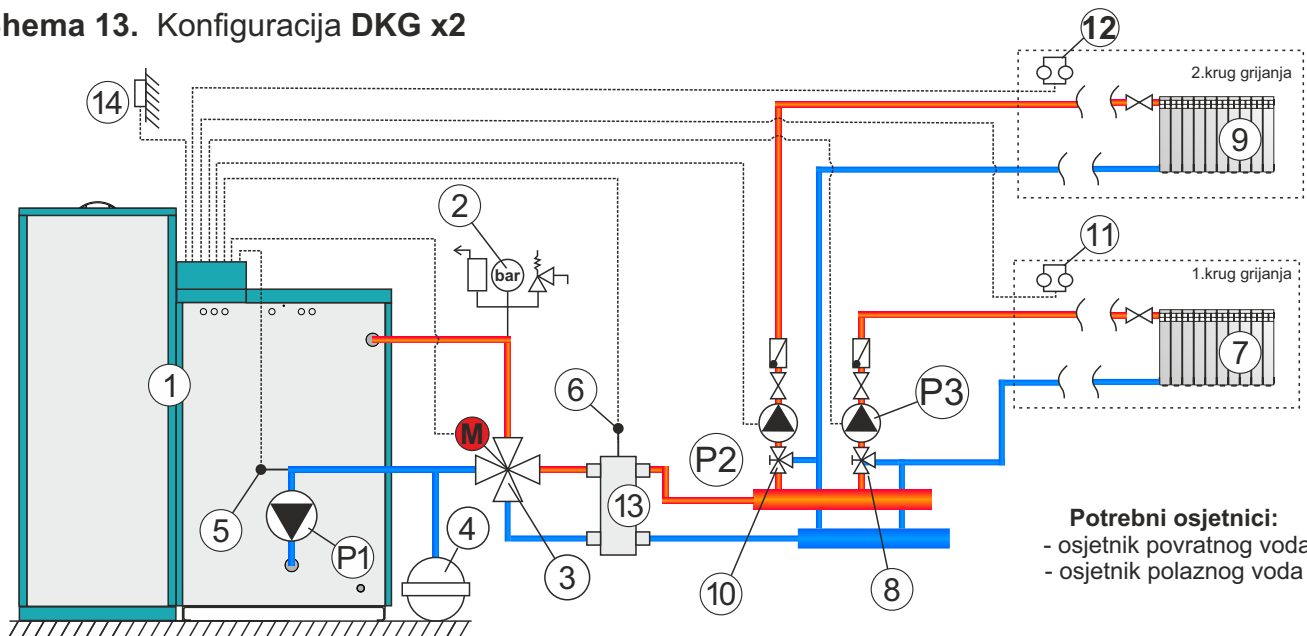 hema 13. Konfiguracija DKG x2
12
2.krug grijanja
14
9
2
bar
11
1.krug grijanja
1
6
7
M
P3
P2
13
5
P1
4
3
10
8
Potrebni osjetnici:
- osjetnik povratnog voda
- osjetnik polaznog voda